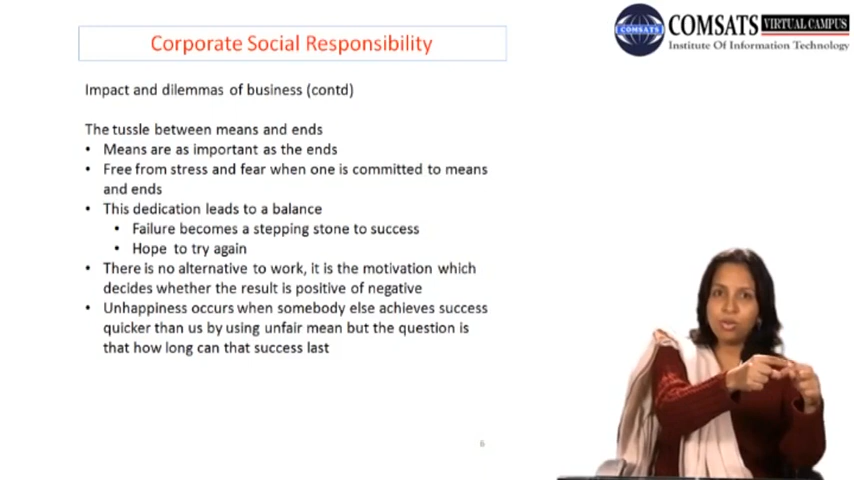 Corporate Social Responsibility
COMSATS VIRTUAL CAMPUS
COMSATS
Institute Of Information Technology
Impact and dilemmas of business (contd)
The tussle between means and ends
• Means are as important as the ends
• Free from stress and fear when one is committed to means
and ends
• This dedication leads to a balance
• Failure becomes a stepping stone to success
• Hope to try again
• There is no alternative to work, it is the motivation which
decides whether the result is positive of negative
• Unhappiness occurs when somebody else achieves success
quicker than us by using unfair mean but the question is
that how long can that success last
6